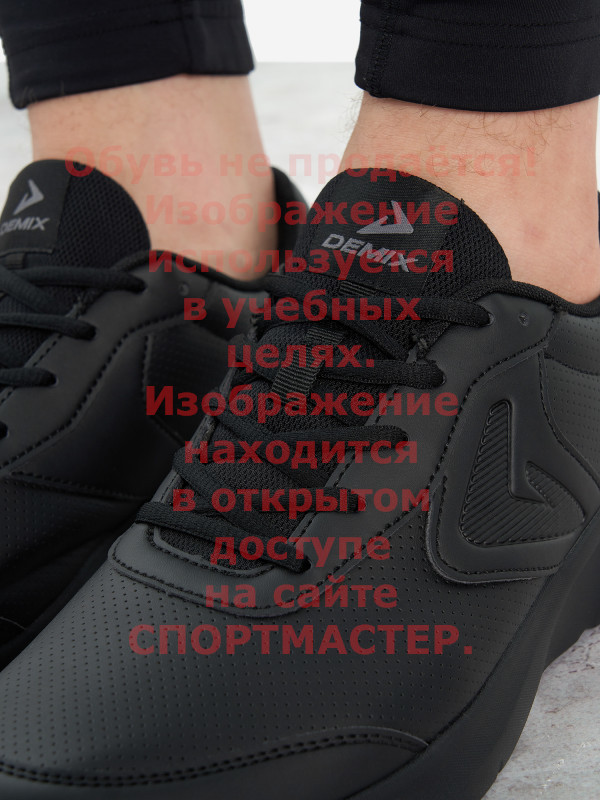 Обувь не продаётся!
Изображение
DEMIX
DEMIX
используется
в учебных
целях.
Изображение
находится
в открытом
доступе
на сайте
СПОРТМАСТЕР.